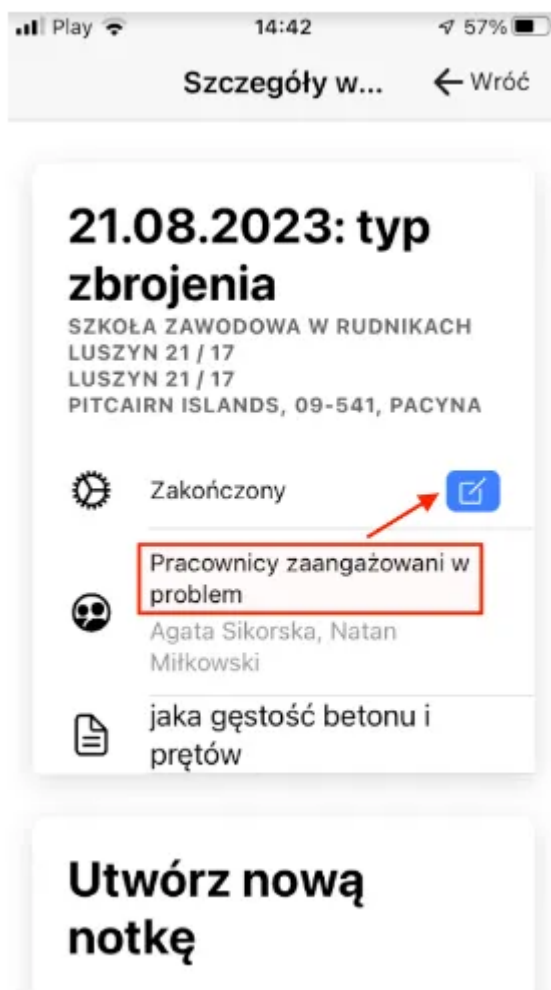 Play 14:42 57%
Szczegóły w... Wróć
21.08.2023: typ
zbrojenia
SZKOŁA ZAWODOWA W RUDNIKACH
LUSZYN 21 / 17
LUSZYN 21 / 17
PITCAIRN ISLANDS, 09-541, PACYNA
Zakończony
Pracownicy zaangażowani w
problem
Agata Sikorska, Natan
Miłkowski
jaka gęstość betonu i
prętów
Utwórz nową
notkę